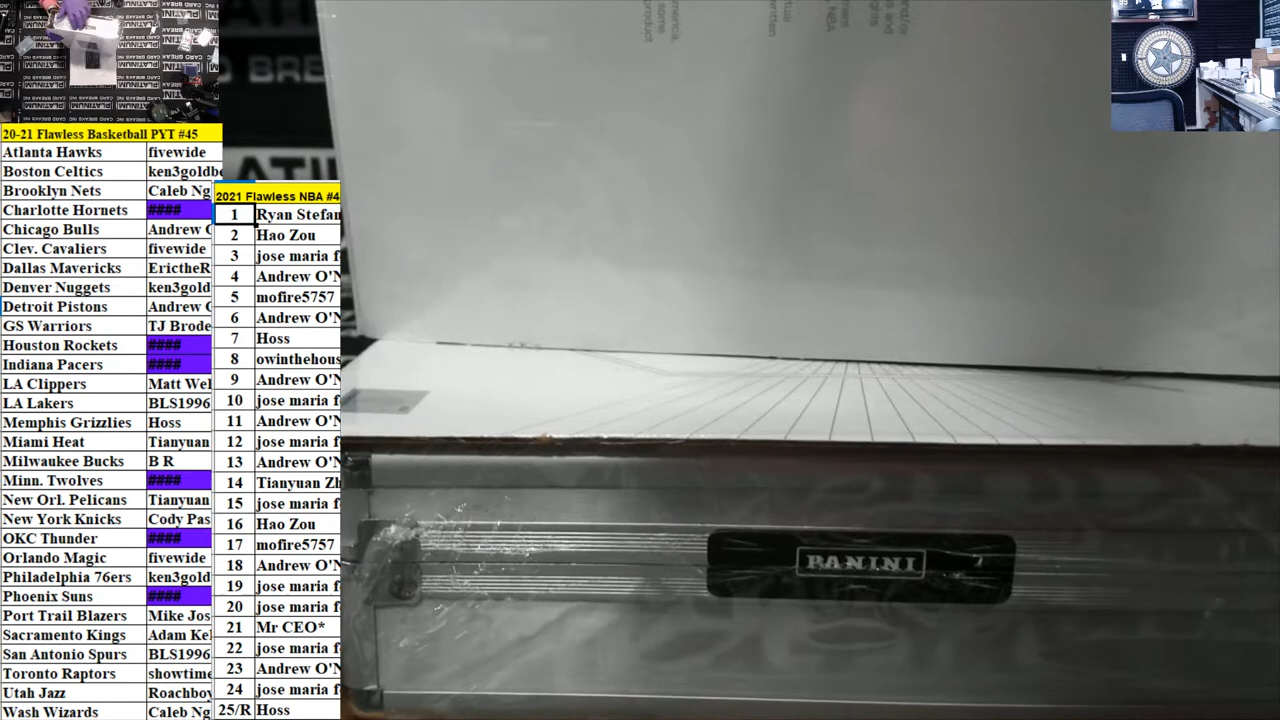 20-21 Flawless Basketball PYT #45
Atlanta Hawks fivewide
Boston Celtics ken3goldbe
Brooklyn Nets Caleb Ng
Charlotte Hornets ####
Chicago Bulls Andrew O
Clev. Cavaliers fivewide
Dallas Mavericks ErictheR
Denver Nuggets ken3gold
Detroit Pistons Andrew O
GS Warriors TJ Brode
Houston Rockets ####
Indiana Pacers ####
LA Clippers Matt Wel
LA Lakers BLS1996
Memphis Grizzlies Hoss
Miami Heat Tianyuan
Milwaukee Bucks B R
Minn. Twolves ####
New Orl. Pelicans Tianyuan
New York Knicks Cody Pas
OKC Thunder ####
Orlando Magic fivewide
Philadelphia 76ers ken3gold
Phoenix Suns ####
Port Trail Blazers Mike Jos
Sacramento Kings Adam Ke
San Antonio Spurs BLS1996
Toronto Raptors showtime
Utah Jazz Roachboy
Wash Wizards Caleb Ng
2021 Flawless NBA #4
1 Ryan Stefan
2 Hao Zou
3 jose maria f
4 Andrew O'N
5 mofire5757
6 Andrew O'N
7 Hoss
8 owinthehous
9 Andrew O'N
10 jose maria f
11 Andrew O'N
12 jose maria f
13 Andrew O'N
14 Tianyuan Zh
15 jose maria f
16 Hao Zou
17 mofire5757
18 Andrew O'N
19 jose maria f
20 jose maria f
21 Mr CEO*
22 jose maria f
23 Andrew O'N
24 jose maria f
25/R Hoss
PANINI
PLATINUM
CARD BREAKS INC